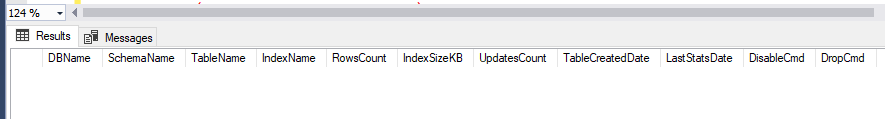 124 %
Results Messages
DBName SchemaName TableName IndexName RowsCount IndexSizeKB UpdatesCount TableCreatedDate LastStatsDate DisableCmd DropCmd